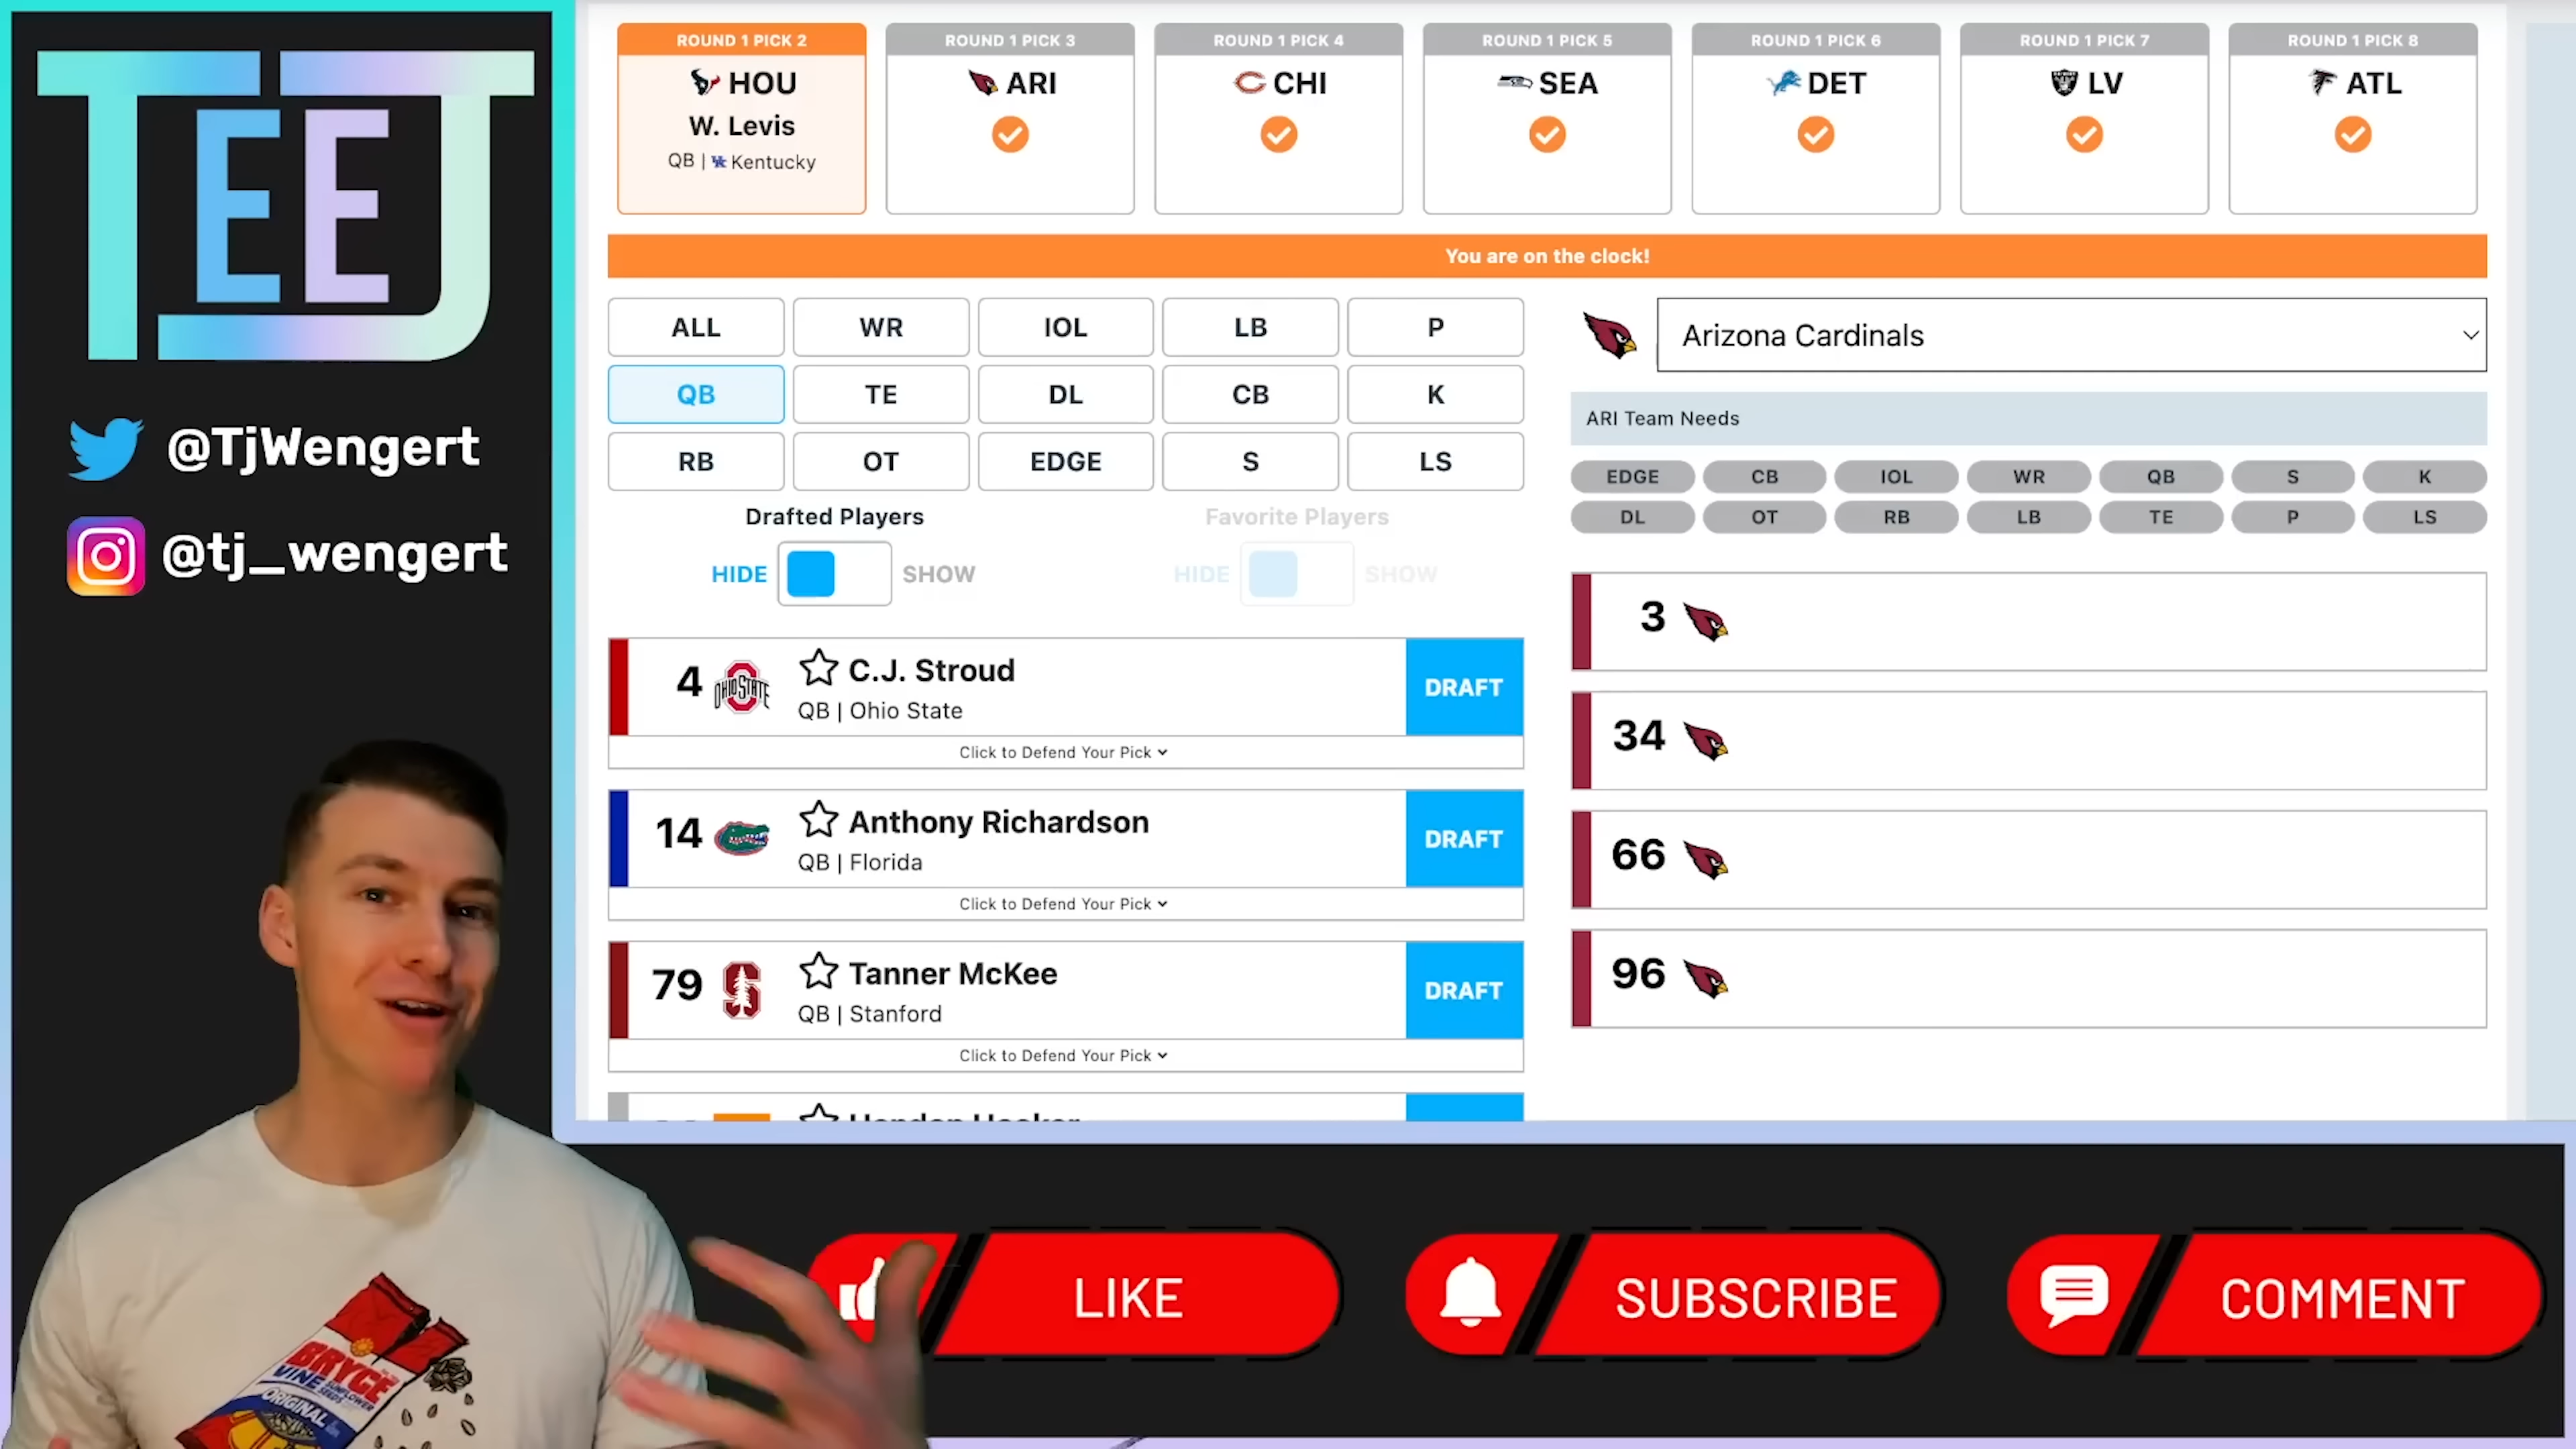 TEEJ
@TjWengert
@tj_wengert
ROUND 1 PICK 2
HOU
W. Levis
QB | Kentucky
ROUND 1 PICK 3
ARI
ROUND 1 PICK 4
CHI
ROUND 1 PICK 5
SEA
ROUND 1 PICK 6
DET
ROUND 1 PICK 7
LV
ROUND 1 PICK 8
ATL
You are on the clock!
ALL WR IOL LB P
QB TE DL CB K
RB OT EDGE S LS
Drafted Players
HIDE SHOW
Favorite Players
HIDE SHOW
4 OHIO STATE C.J. Stroud DRAFT
QB | Ohio State
Click to Defend Your Pick
14 Anthony Richardson DRAFT
QB | Florida
Click to Defend Your Pick
79 S Tanner McKee DRAFT
QB | Stanford
Click to Defend Your Pick
Arizona Cardinals
ARI Team Needs
EDGE CB IOL WR QB S K
DL OT RB LB TE P LS
3
34
66
96
BRYCE
VINE SUNFLOWER SEEDS
ORIGINAL
LIKE
SUBSCRIBE
COMMENT